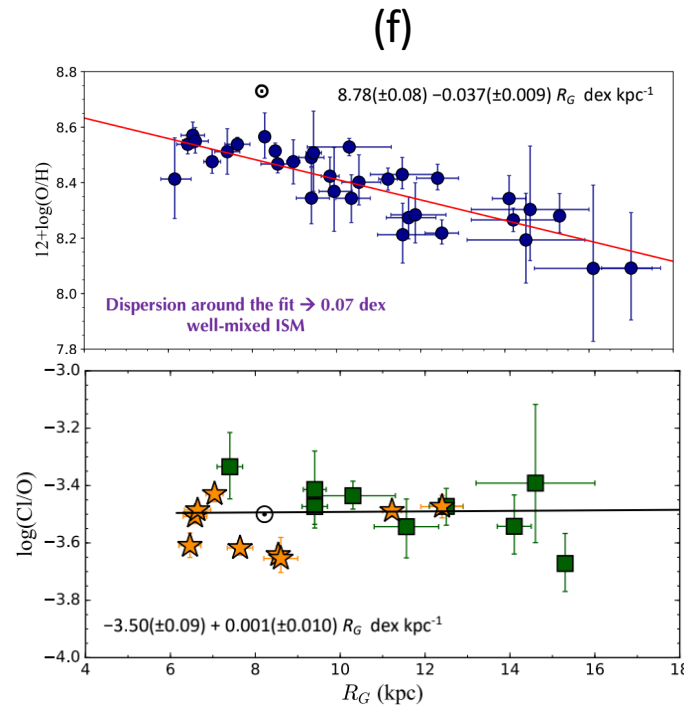 (f)
8.8
8.6
8.4
8.2
8.0
7.8
12+log(O/H)
8.78(±0.08) −0.037(±0.009) R_G dex kpc⁻¹
Dispersion around the fit → 0.07 dex
well-mixed ISM
−3.0
−3.2
−3.4
−3.6
−3.8
−4.0
log(Cl/O)
−3.50(±0.09) + 0.001(±0.010) R_G dex kpc⁻¹
4 6 8 10 12 14 16 18
R_G (kpc)